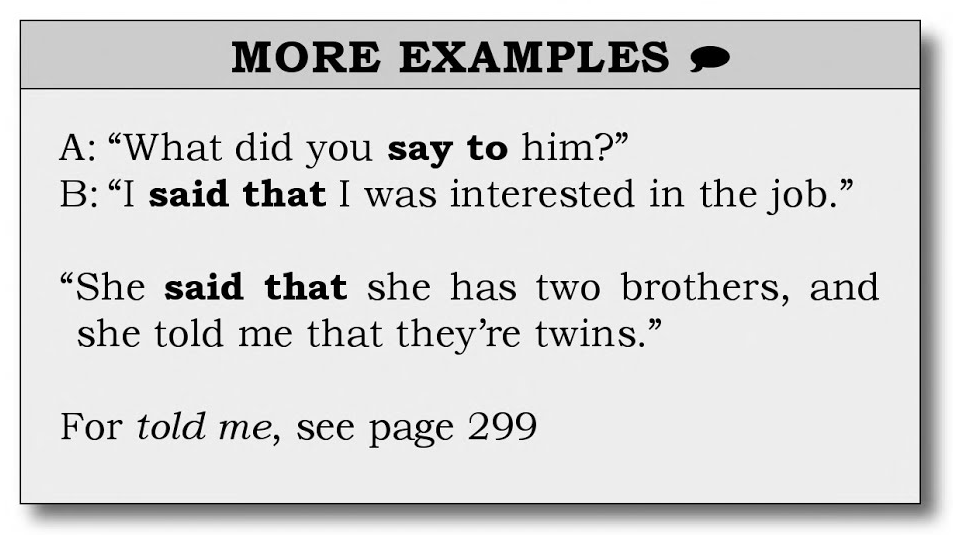 MORE EXAMPLES
A: “What did you say to him?”
B: “I said that I was interested in the job.”
“She said that she has two brothers, and
she told me that they’re twins.”
For told me, see page 299